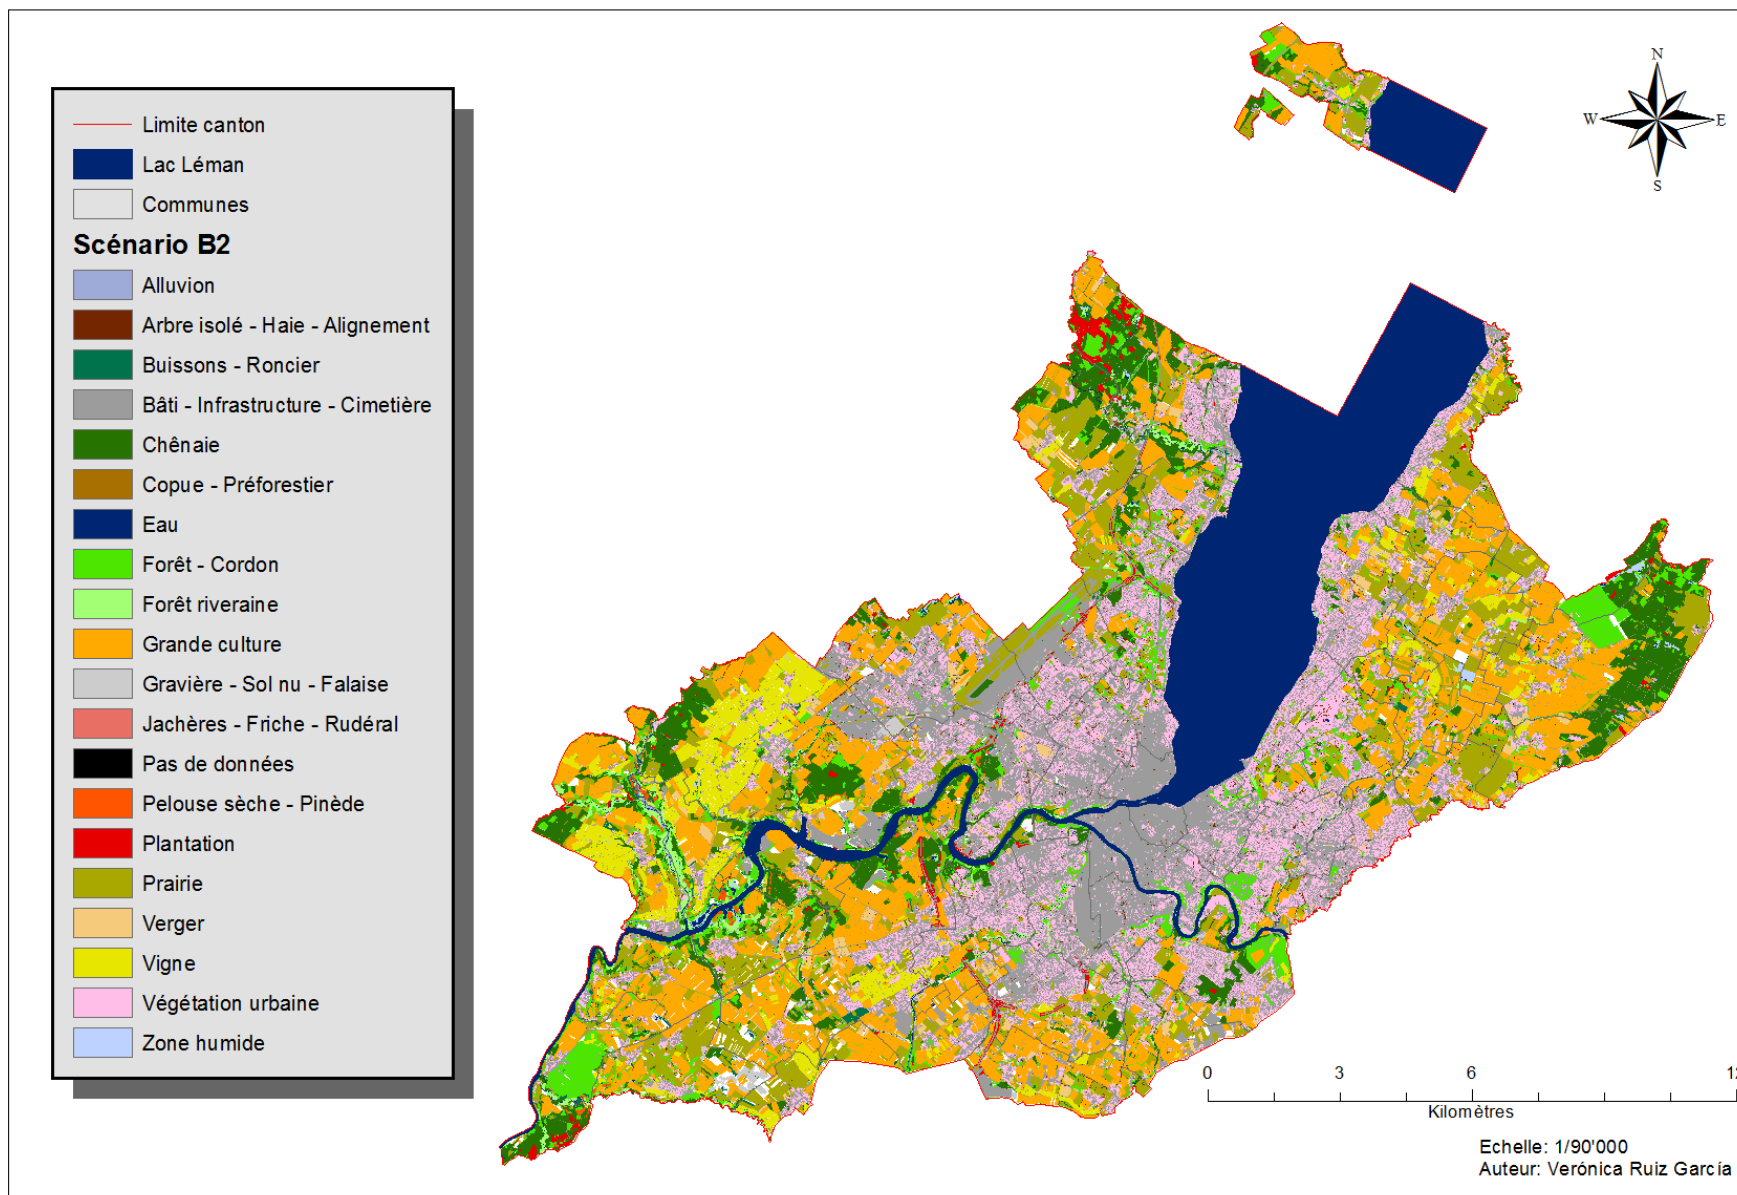 Limite canton
Lac Léman
Communes
Scénario B2
Alluvion
Arbre isolé - Haie - Alignement
Buissons - Roncier
Bâti - Infrastructure - Cimetière
Chênaie
Copue - Préforestier
Eau
Forêt - Cordon
Forêt riveraine
Grande culture
Gravière - Sol nu - Falaise
Jachères - Friche - Rudéral
Pas de données
Pelouse sèche - Pinède
Plantation
Prairie
Verger
Vigne
Végétation urbaine
Zone humide
N
W E
S
0 3 6 12
Kilomètres
Echelle: 1/90'000
Auteur: Verónica Ruiz García